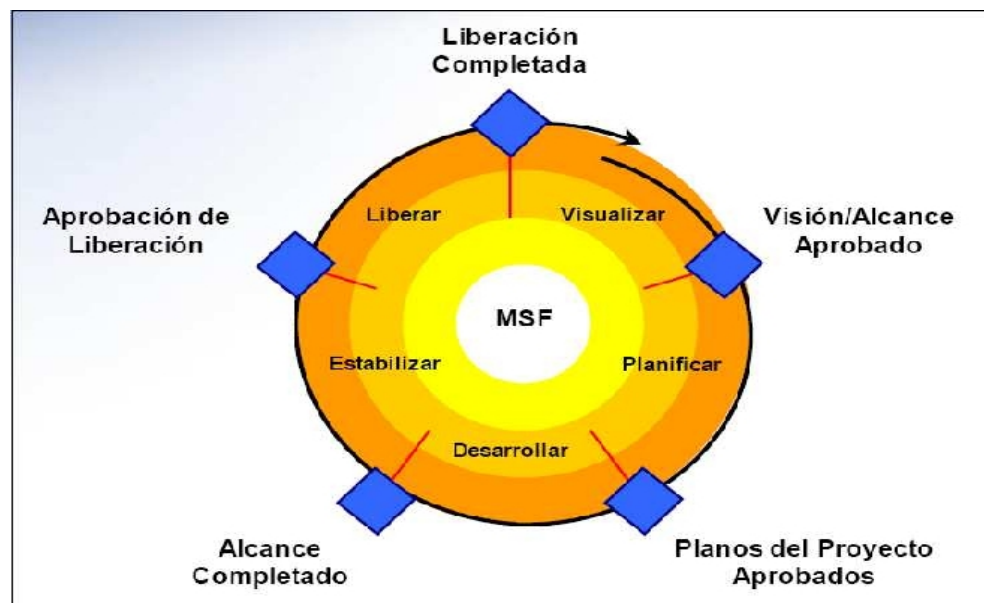 Liberación
Completada
Liberar
Visualizar
Aprobación de
Liberación
Visión/Alcance
Aprobado
MSF
Estabilizar
Planificar
Desarrollar
Alcance
Completado
Planos del Proyecto
Aprobados